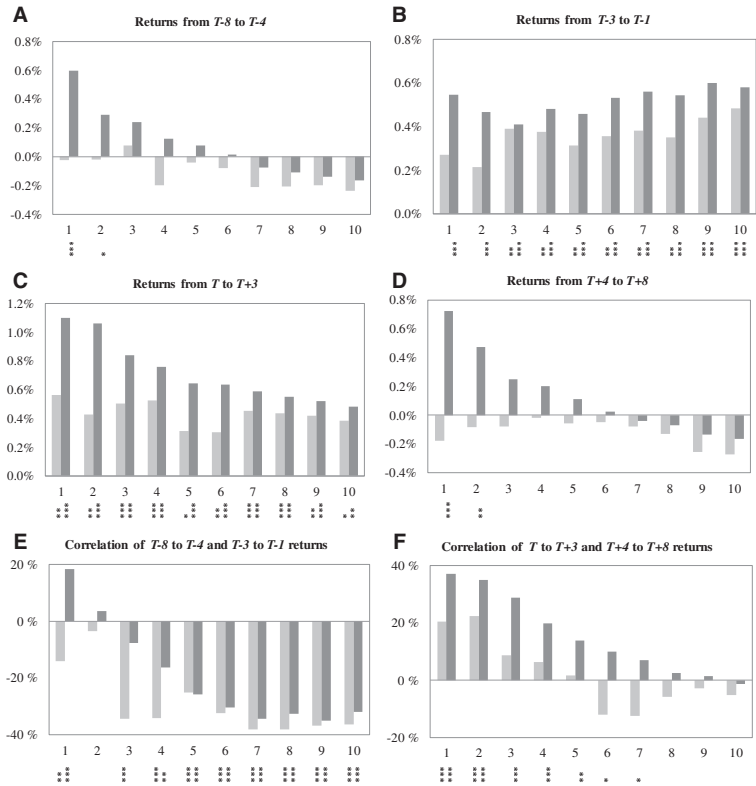 A
Returns from T-8 to T-4
0.8%
0.6%
0.4%
0.2%
0.0%
-0.2%
-0.4%
1 2 3 4 5 6 7 8 9 10
B
Returns from T-3 to T-1
0.8%
0.6%
0.4%
0.2%
0.0%
1 2 3 4 5 6 7 8 9 10
C
Returns from T to T+3
1.2%
1.0%
0.8%
0.6%
0.4%
0.2%
0.0%
1 2 3 4 5 6 7 8 9 10
D
Returns from T+4 to T+8
0.8%
0.6%
0.4%
0.2%
0.0%
-0.2%
-0.4%
1 2 3 4 5 6 7 8 9 10
E
Correlation of T-8 to T-4 and T-3 to T-1 returns
20 %
0 %
-20 %
-40 %
1 2 3 4 5 6 7 8 9 10
F
Correlation of T to T+3 and T+4 to T+8 returns
40 %
20 %
0 %
-20 %
1 2 3 4 5 6 7 8 9 10